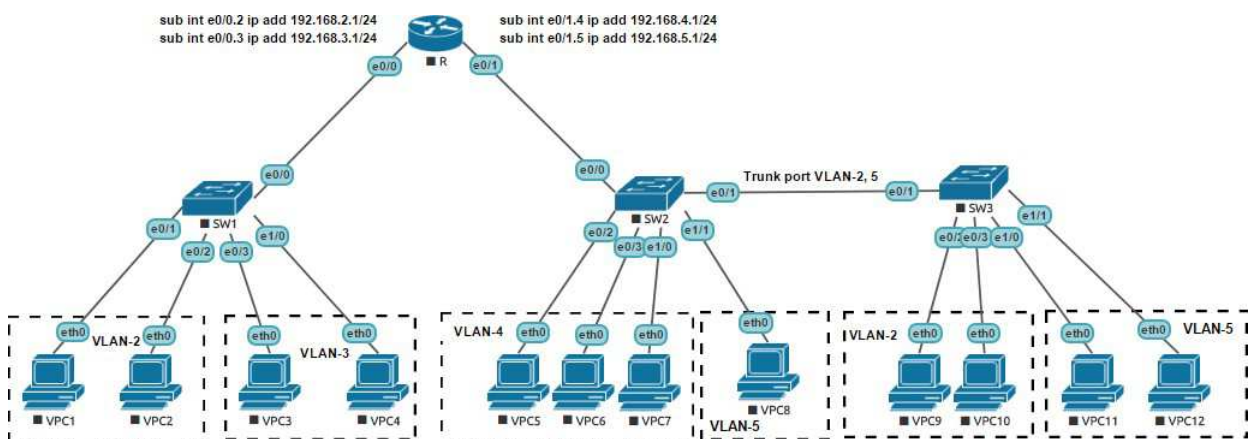 sub int e0/0.2 ip add 192.168.2.1/24
sub int e0/0.3 ip add 192.168.3.1/24
sub int e0/1.4 ip add 192.168.4.1/24
sub int e0/1.5 ip add 192.168.5.1/24
R
e0/0
e0/1
e0/0
SW1
e0/1
e0/2
e0/3
e1/0
e0/0
SW2
e0/1
Trunk port VLAN-2, 5
e0/1
SW3
e0/2
e0/3
e1/0
e1/1
e0/3
e1/0
e1/1
eth0
eth0
VLAN-2
VPC1
VPC2
eth0
eth0
VLAN-3
VPC3
VPC4
VLAN-4
eth0
eth0
eth0
VPC5
VPC6
VPC7
eth0
VPC8
VLAN-5
eth0
eth0
VLAN-2
VPC9
VPC10
eth0
eth0
VLAN-5
VPC11
VPC12